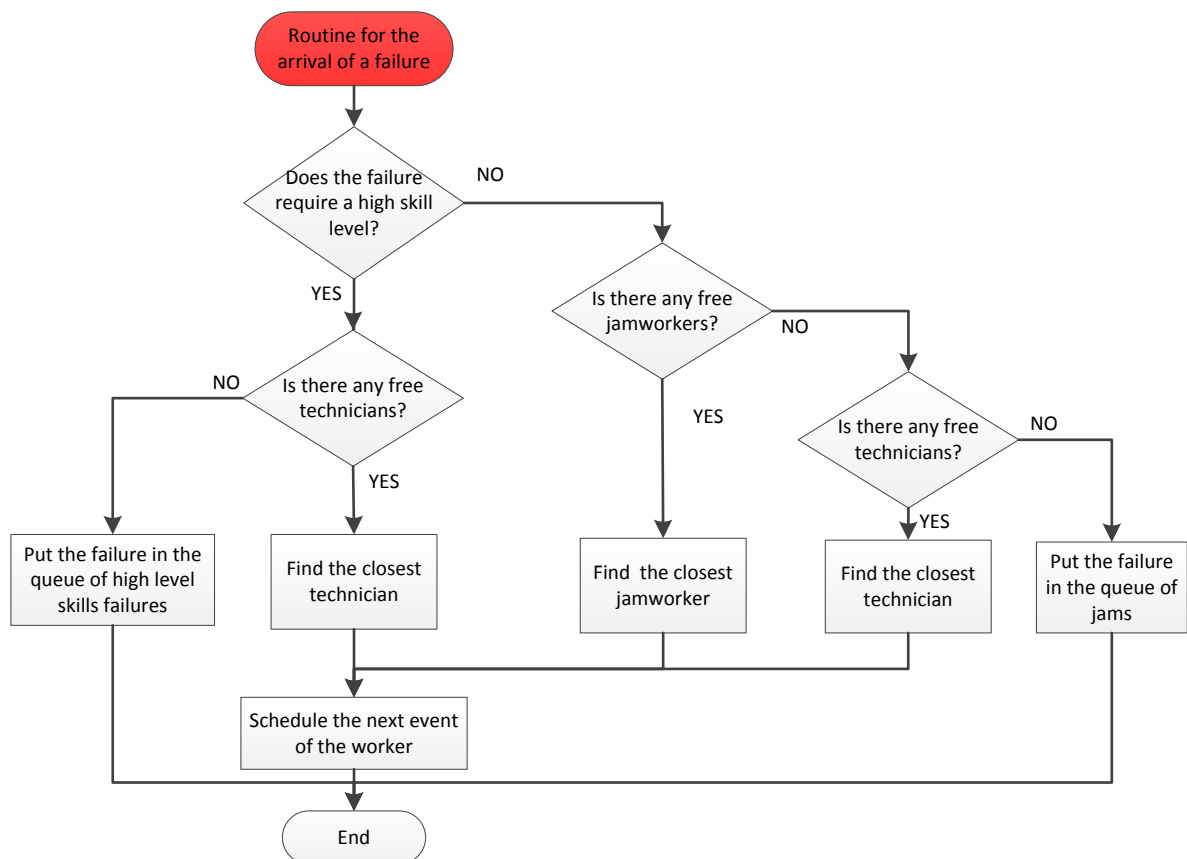 Routine for the
arrival of a failure
Does the failure
require a high skill
level?
NO
YES
Is there any free
jamworkers?
NO
YES
Is there any free
technicians?
NO
YES
Is there any free
technicians?
NO
YES
Put the failure in the
queue of high level
skills failures
Find the closest
technician
Find  the closest
jamworker
Find the closest
technician
Put the failure
in the queue of
jams
Schedule the next event
of the worker
End